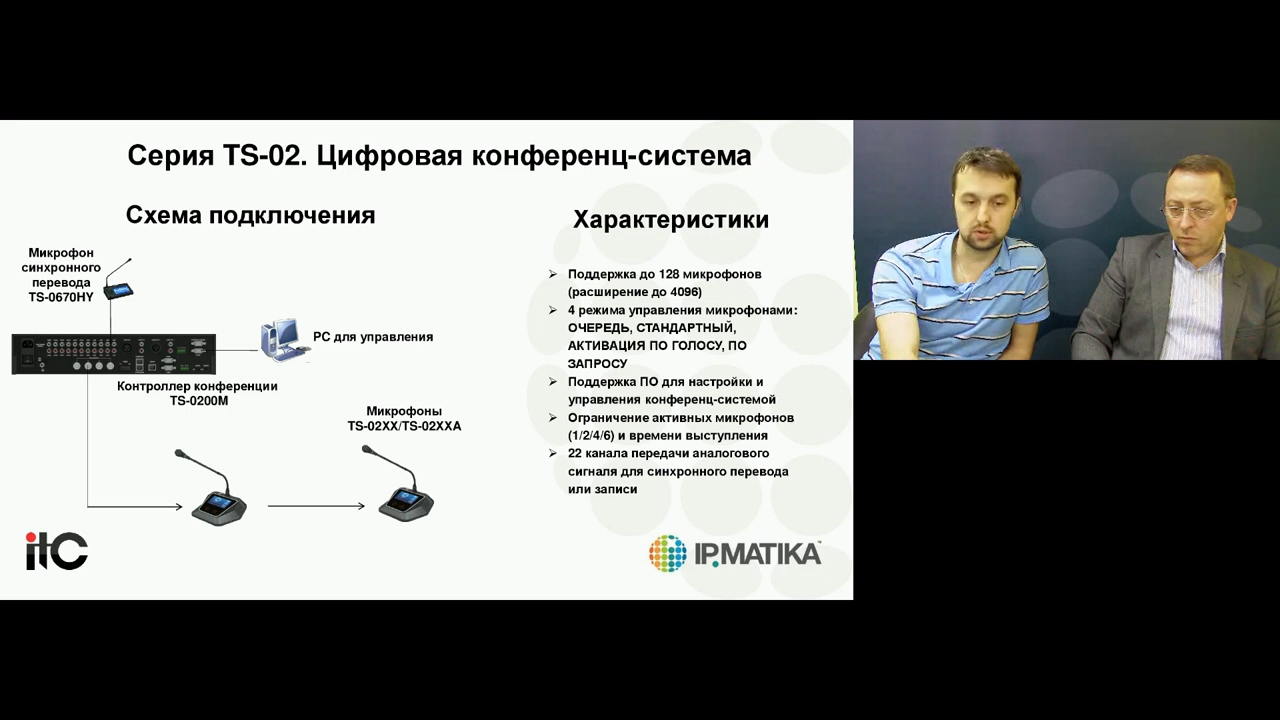 Серия TS-02. Цифровая конференц-система
Схема подключения
Микрофон
синхронного
перевода
TS-0670HY
РС для управления
Контроллер конференции
TS-0200M
Микрофоны
TS-02XX/TS-02XXA
Характеристики
Поддержка до 128 микрофонов
(расширение до 4096)
4 режима управления микрофонами:
ОЧЕРЕДЬ, СТАНДАРТНЫЙ,
АКТИВАЦИЯ ПО ГОЛОСУ, ПО
ЗАПРОСУ
Поддержка ПО для настройки и
управления конференц-системой
Ограничение активных микрофонов
(1/2/4/6) и времени выступления
22 канала передачи аналогового
сигналя для синхронного перевода
или записи
itc
IP.MATIKA™